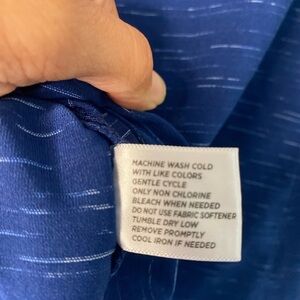 MACHINE WASH COLD
WITH LIKE COLORS
GENTLE CYCLE
ONLY NON CHLORINE
BLEACH WHEN NEEDED
DO NOT USE FABRIC SOFTENER
TUMBLE DRY LOW
REMOVE PROMPTLY
COOL IRON IF NEEDED